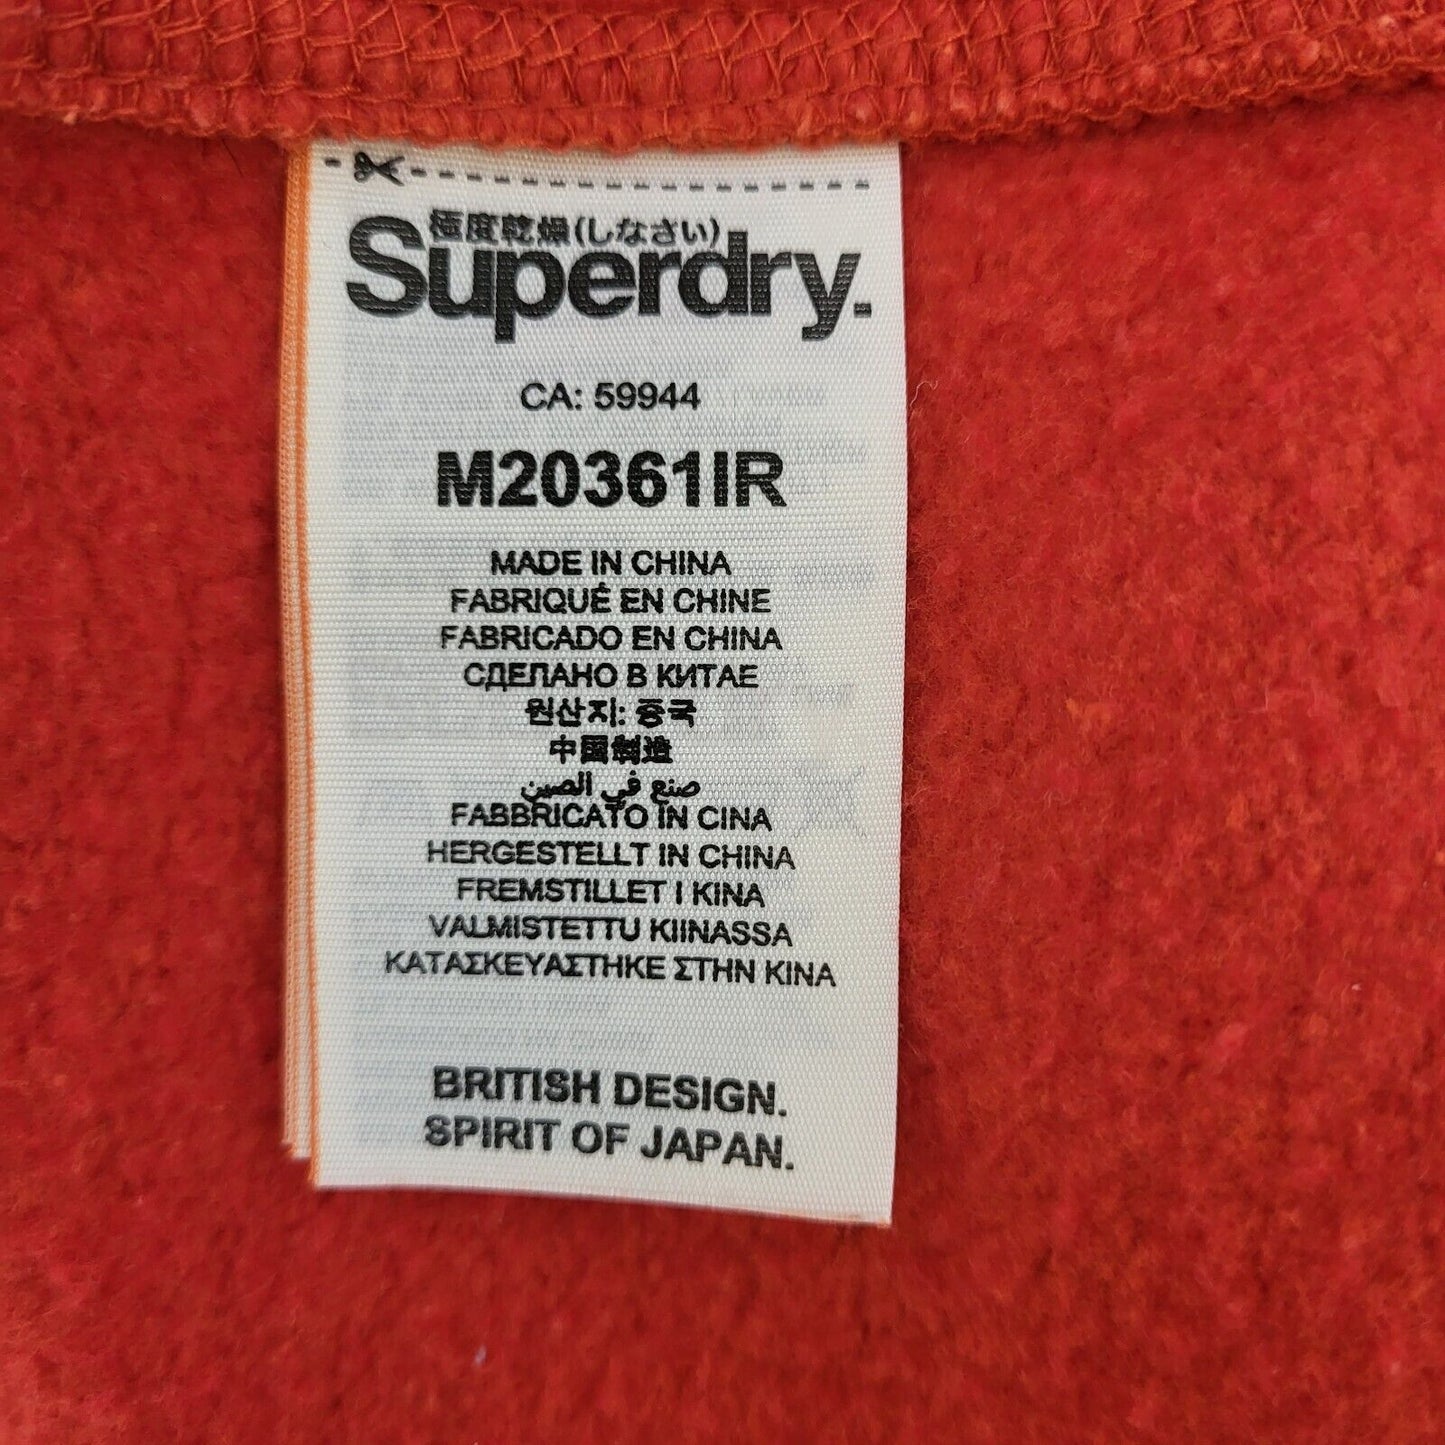 極度乾燥(しなさい)
Superdry.
CA: 59944
M20361IR
MADE IN CHINA
FABRIQUÉ EN CHINE
FABRICADO EN CHINA
СДЕЛАНО В КИТАЕ
원산지: 중국
中国制造
صنع في الصين
FABBRICATO IN CINA
HERGESTELLT IN CHINA
FREMSTILLET I KINA
VALMISTETTU KIINASSA
ΚΑΤΑΣΚΕΥΑΣΤΗΚΕ ΣΤΗΝ ΚΙΝΑ
BRITISH DESIGN.
SPIRIT OF JAPAN.